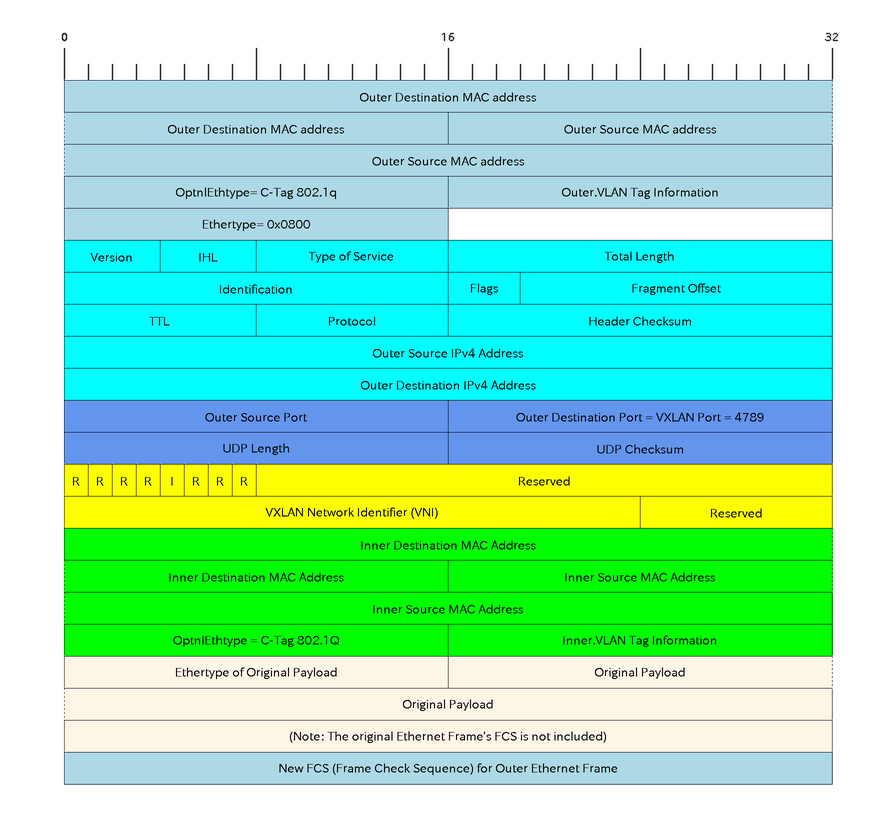 0 16 32
Outer Destination MAC address
Outer Destination MAC address Outer Source MAC address
Outer Source MAC address
OptnlEthtype= C-Tag 802.1q Outer.VLAN Tag Information
Ethertype= 0x0800
Version IHL Type of Service Total Length
Identification Flags Fragment Offset
TTL Protocol Header Checksum
Outer Source IPv4 Address
Outer Destination IPv4 Address
Outer Source Port Outer Destination Port = VXLAN Port = 4789
UDP Length UDP Checksum
R R R R I R R R Reserved
VXLAN Network Identifier (VNI) Reserved
Inner Destination MAC Address
Inner Destination MAC Address Inner Source MAC Address
Inner Source MAC Address
OptnlEthtype = C-Tag 802.1Q Inner.VLAN Tag Information
Ethertype of Original Payload Original Payload
Original Payload
(Note: The original Ethernet Frame's FCS is not included)
New FCS (Frame Check Sequence) for Outer Ethernet Frame